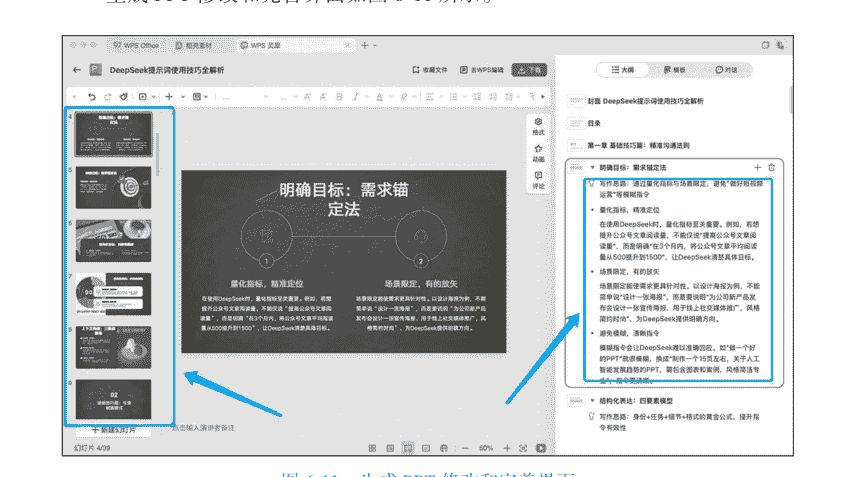 WPS Office
稻壳素材
WPS 灵犀
DeepSeek提示词使用技巧全解析
收藏文件
去WPS编辑
下载
大纲
模板
对话
格式
动画
评论
4
5
6
7
8
9
明确目标：需求锚
定法
1
2
量化指标，精准定位
场景限定，有的放矢
在使用DeepSeek时，量化指标至关重要。例如，若想
提升公众号文章阅读量，不能仅说“提高公众号文章阅
读量”，而是明确“在3个月内，将公众号文章平均阅读
量从500提升到1500”，让DeepSeek清楚具体目标。
场景限定能使需求更具针对性。以设计海报为例，不能
简单说“设计一张海报”，而是要说明“为公司新产品发
布会设计一张宣传海报，用于线上社交媒体推广，风
格简约时尚”，为DeepSeek提供明确方向。
封面 DeepSeek提示词使用技巧全解析
目录
第一章 基础技巧篇：精准沟通法则
明确目标：需求锚定法
写作思路：通过量化指标与场景限定，避免“做好短视频
运营”等模糊指令
量化指标，精准定位
在使用DeepSeek时，量化指标至关重要。例如，若想
提升公众号文章阅读量，不能仅说“提高公众号文章阅
读量”，而是明确“在3个月内，将公众号文章平均阅读
量从500提升到1500”，让DeepSeek清楚具体目标。
场景限定，有的放矢
场景限定能使需求更具针对性。以设计海报为例，不能
简单说“设计一张海报”，而是要说明“为公司新产品发
布会设计一张宣传海报，用于线上社交媒体推广，风格
简约时尚”，为DeepSeek提供明确方向。
避免模糊，清晰指令
模糊指令会让DeepSeek难以准确回应。如“做一个好
的PPT”就很模糊，换成“制作一个15页左右，关于人工
智能发展趋势的PPT，需包含图表和案例，风格简洁专
业”，指令更清晰。
结构化表达：四要素模型
写作思路：身份+任务+细节+格式的黄金公式，提升指
令有效性
新建幻灯片
点击输入演讲者备注
幻灯片 4/39
50%